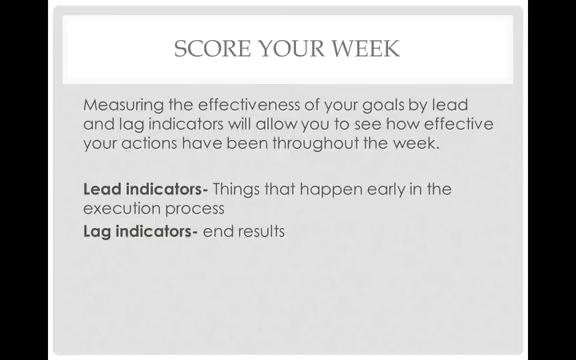 SCORE YOUR WEEK
Measuring the effectiveness of your goals by lead
and lag indicators will allow you to see how effective
your actions have been throughout the week.
Lead indicators- Things that happen early in the
execution process
Lag indicators- end results